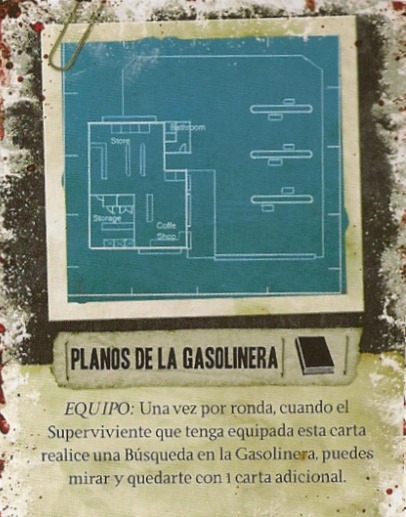 Bathroom
Store
Storage
Coffe
Shop
PLANOS DE LA GASOLINERA
EQUIPO: Una vez por ronda, cuando el
Superviviente que tenga equipada esta carta
realice una Búsqueda en la Gasolinera, puedes
mirar y quedarte con 1 carta adicional.